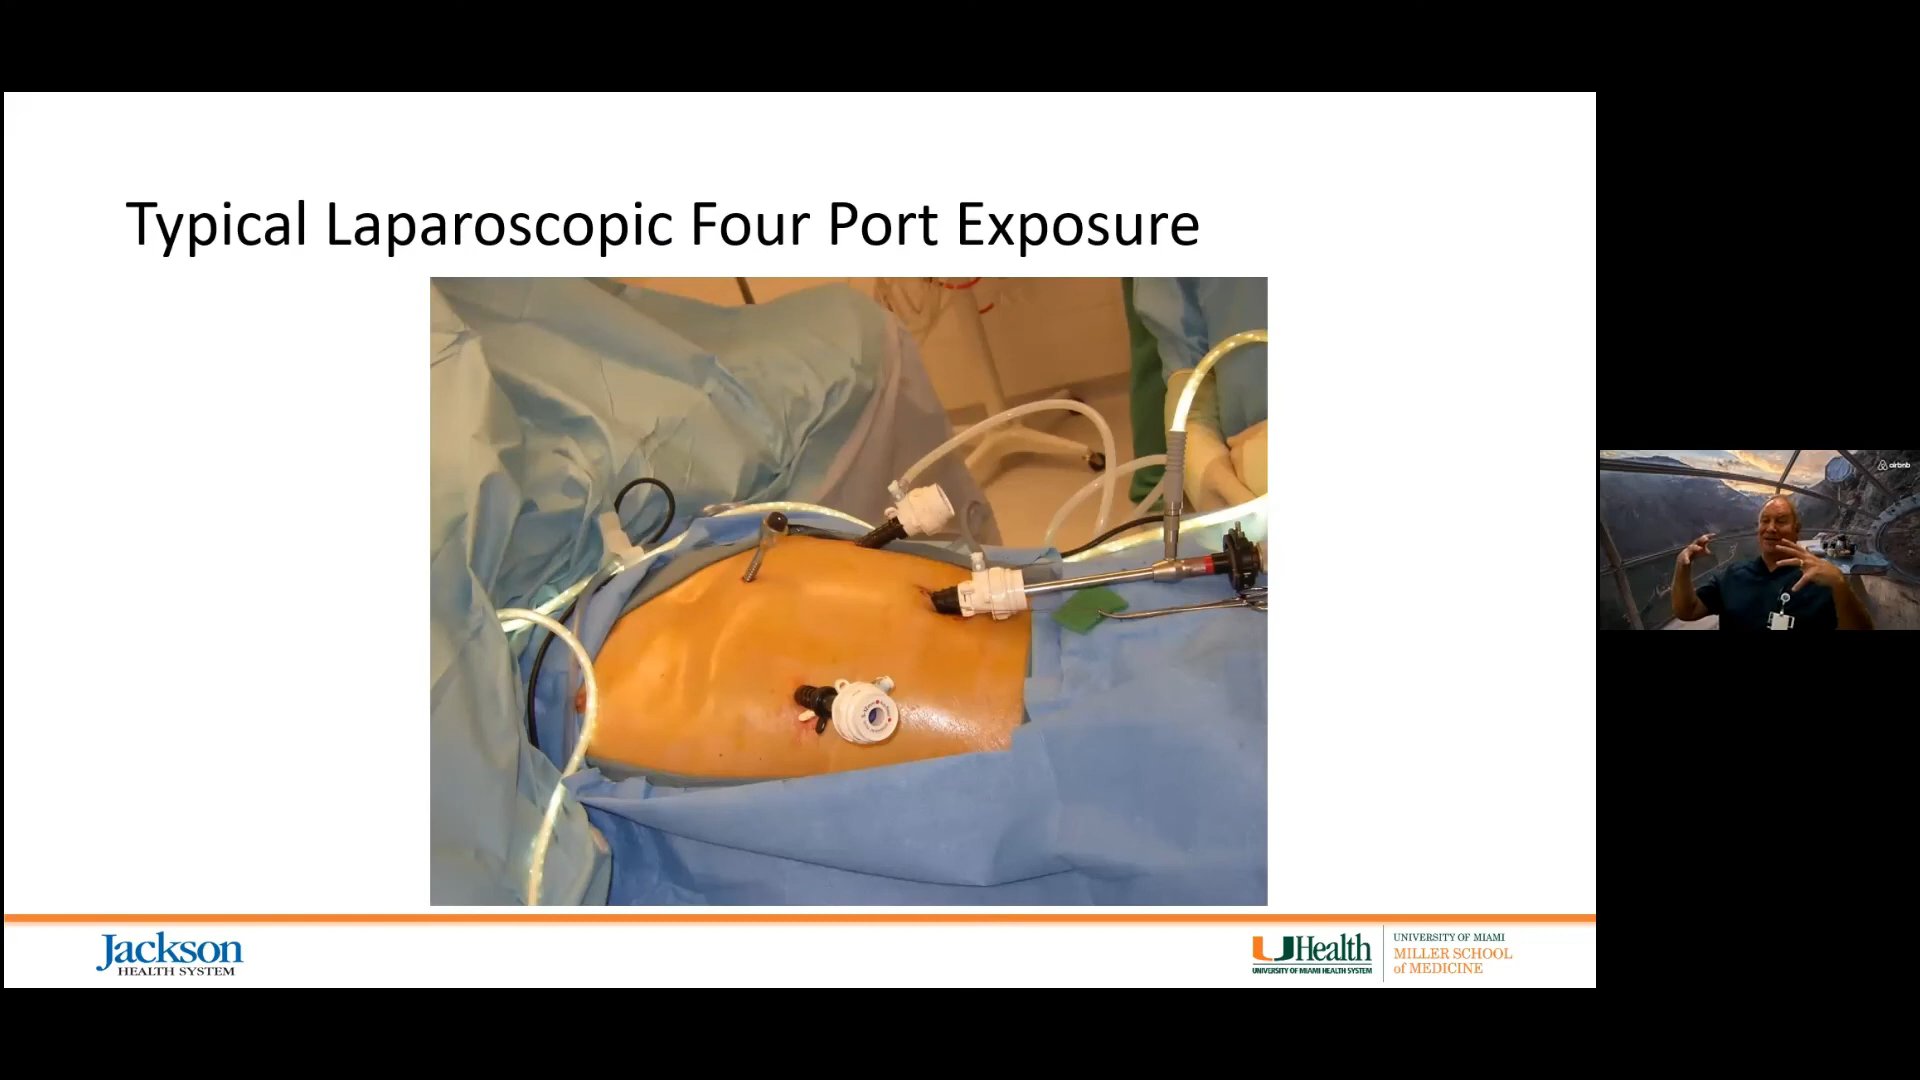 Typical Laparoscopic Four Port Exposure
airbnb
Jackson
HEALTH SYSTEM
UHealth
UNIVERSITY OF MIAMI HEALTH SYSTEM
UNIVERSITY OF MIAMI
MILLER SCHOOL
of MEDICINE